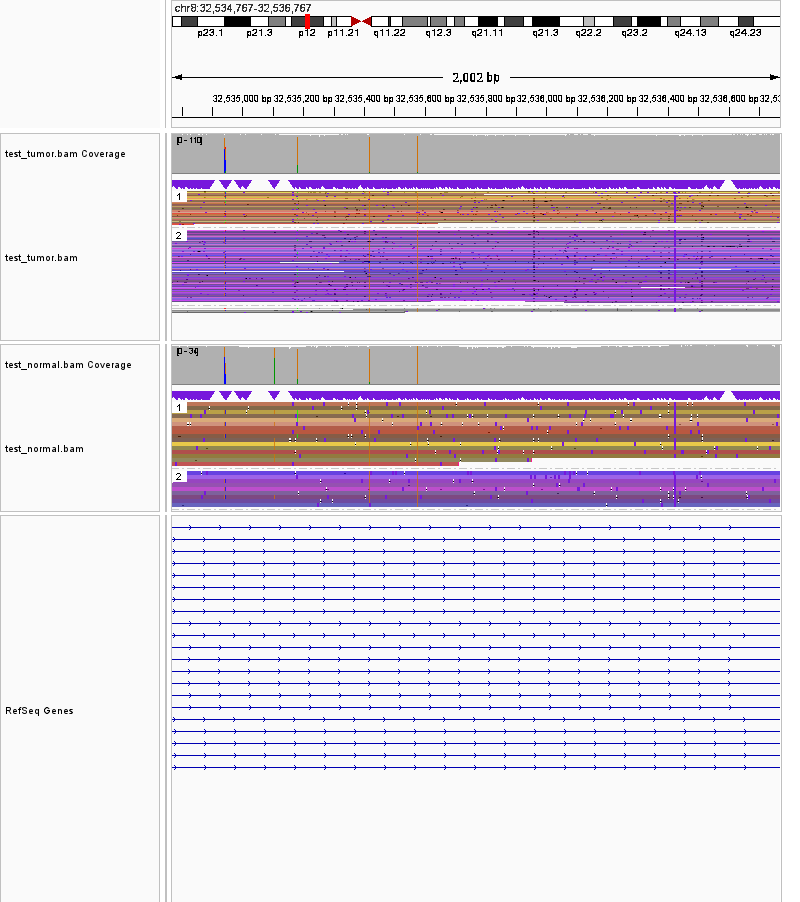 chr8:32,534,767-32,536,767
p23.1 p21.3 p12 p11.21 q11.22 q12.3 q21.11 q21.3 q22.2 q23.2 q24.13 q24.23
2,002 bp
32,535,000 bp 32,535,200 bp 32,535,400 bp 32,535,600 bp 32,535,800 bp 32,536,000 bp 32,536,200 bp 32,536,400 bp 32,536,600 bp
[0-110]
test_tumor.bam Coverage
1
2
test_tumor.bam
test_normal.bam Coverage
1
test_normal.bam
2
RefSeq Genes